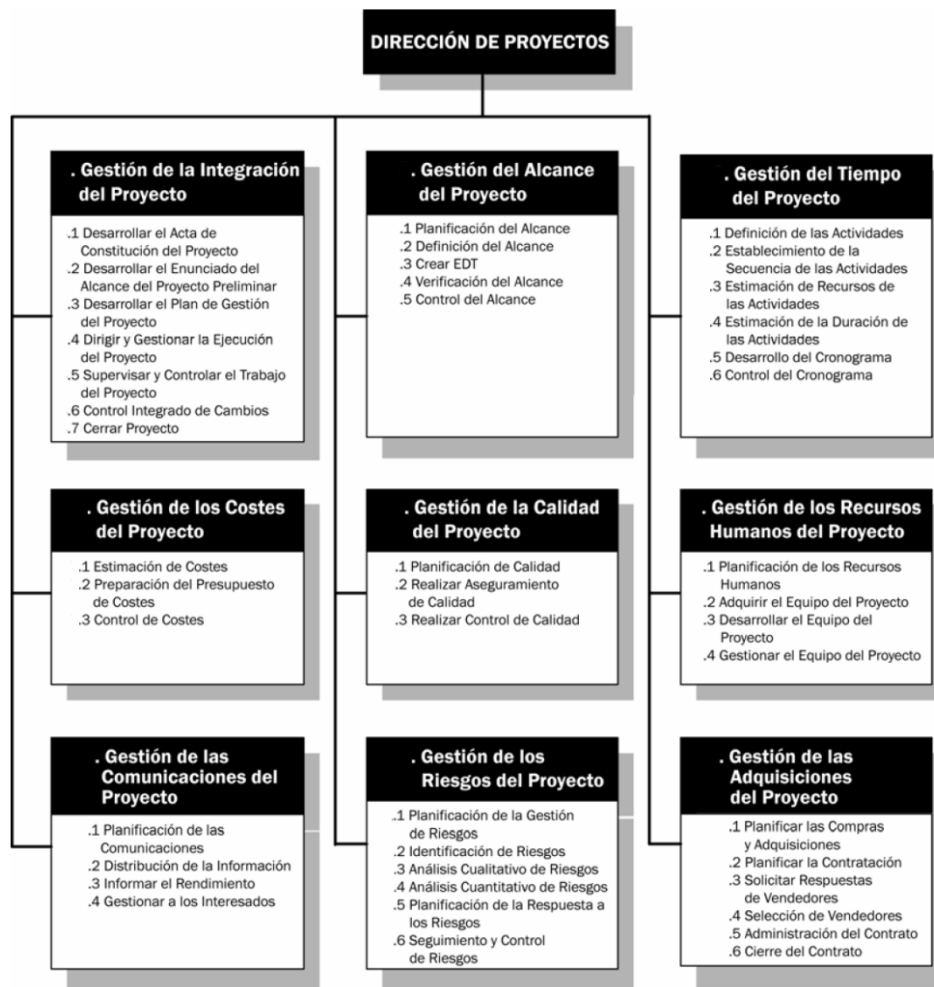 DIRECCIÓN DE PROYECTOS
. Gestión de la Integración
del Proyecto
.1 Desarrollar el Acta de
Constitución del Proyecto
.2 Desarrollar el Enunciado del
Alcance del Proyecto Preliminar
.3 Desarrollar el Plan de Gestión
del Proyecto
.4 Dirigir y Gestionar la Ejecución
del Proyecto
.5 Supervisar y Controlar el Trabajo
del Proyecto
.6 Control Integrado de Cambios
.7 Cerrar Proyecto
. Gestión del Alcance
del Proyecto
.1 Planificación del Alcance
.2 Definición del Alcance
.3 Crear EDT
.4 Verificación del Alcance
.5 Control del Alcance
. Gestión del Tiempo
del Proyecto
.1 Definición de las Actividades
.2 Establecimiento de la
Secuencia de las Actividades
.3 Estimación de Recursos de
las Actividades
.4 Estimación de la Duración de
las Actividades
.5 Desarrollo del Cronograma
.6 Control del Cronograma
. Gestión de los Costes
del Proyecto
.1 Estimación de Costes
.2 Preparación del Presupuesto
de Costes
.3 Control de Costes
. Gestión de la Calidad
del Proyecto
.1 Planificación de Calidad
.2 Realizar Aseguramiento
de Calidad
.3 Realizar Control de Calidad
. Gestión de los Recursos
Humanos del Proyecto
.1 Planificación de los Recursos
Humanos
.2 Adquirir el Equipo del Proyecto
.3 Desarrollar el Equipo del
Proyecto
.4 Gestionar el Equipo del Proyecto
. Gestión de las
Comunicaciones del
Proyecto
.1 Planificación de las
Comunicaciones
.2 Distribución de la Información
.3 Informar el Rendimiento
.4 Gestionar a los Interesados
. Gestión de los
Riesgos del Proyecto
.1 Planificación de la Gestión
de Riesgos
.2 Identificación de Riesgos
.3 Análisis Cualitativo de Riesgos
.4 Análisis Cuantitativo de Riesgos
.5 Planificación de la Respuesta a
los Riesgos
.6 Seguimiento y Control
de Riesgos
. Gestión de las
Adquisiciones
del Proyecto
.1 Planificar las Compras
y Adquisiciones
.2 Planificar la Contratación
.3 Solicitar Respuestas
de Vendedores
.4 Selección de Vendedores
.5 Administración del Contrato
.6 Cierre del Contrato